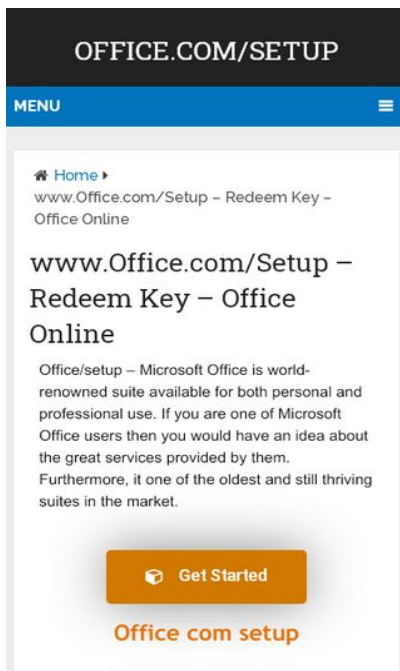 OFFICE.COM/SETUP
MENU
Home
www.Office.com/Setup – Redeem Key –
Office Online
www.Office.com/Setup –
Redeem Key – Office
Online
Office/setup – Microsoft Office is world-
renowned suite available for both personal and
professional use. If you are one of Microsoft
Office users then you would have an idea about
the great services provided by them.
Furthermore, it one of the oldest and still thriving
suites in the market.
Get Started
Office com setup